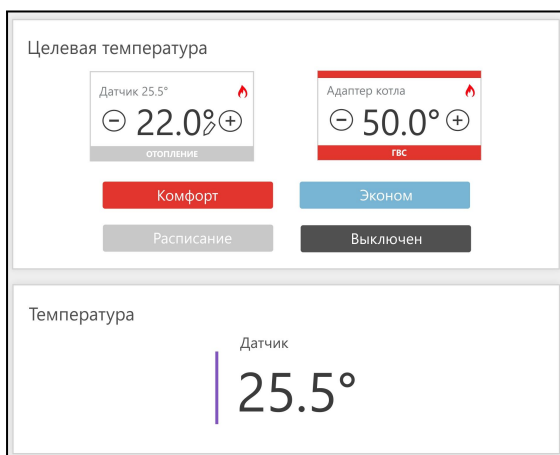 Целевая температура
Датчик 25.5°
22.0°
ОТОПЛЕНИЕ
Адаптер котла
50.0°
ГВС
Комфорт
Эконом
Расписание
Выключен
Температура
Датчик
25.5°